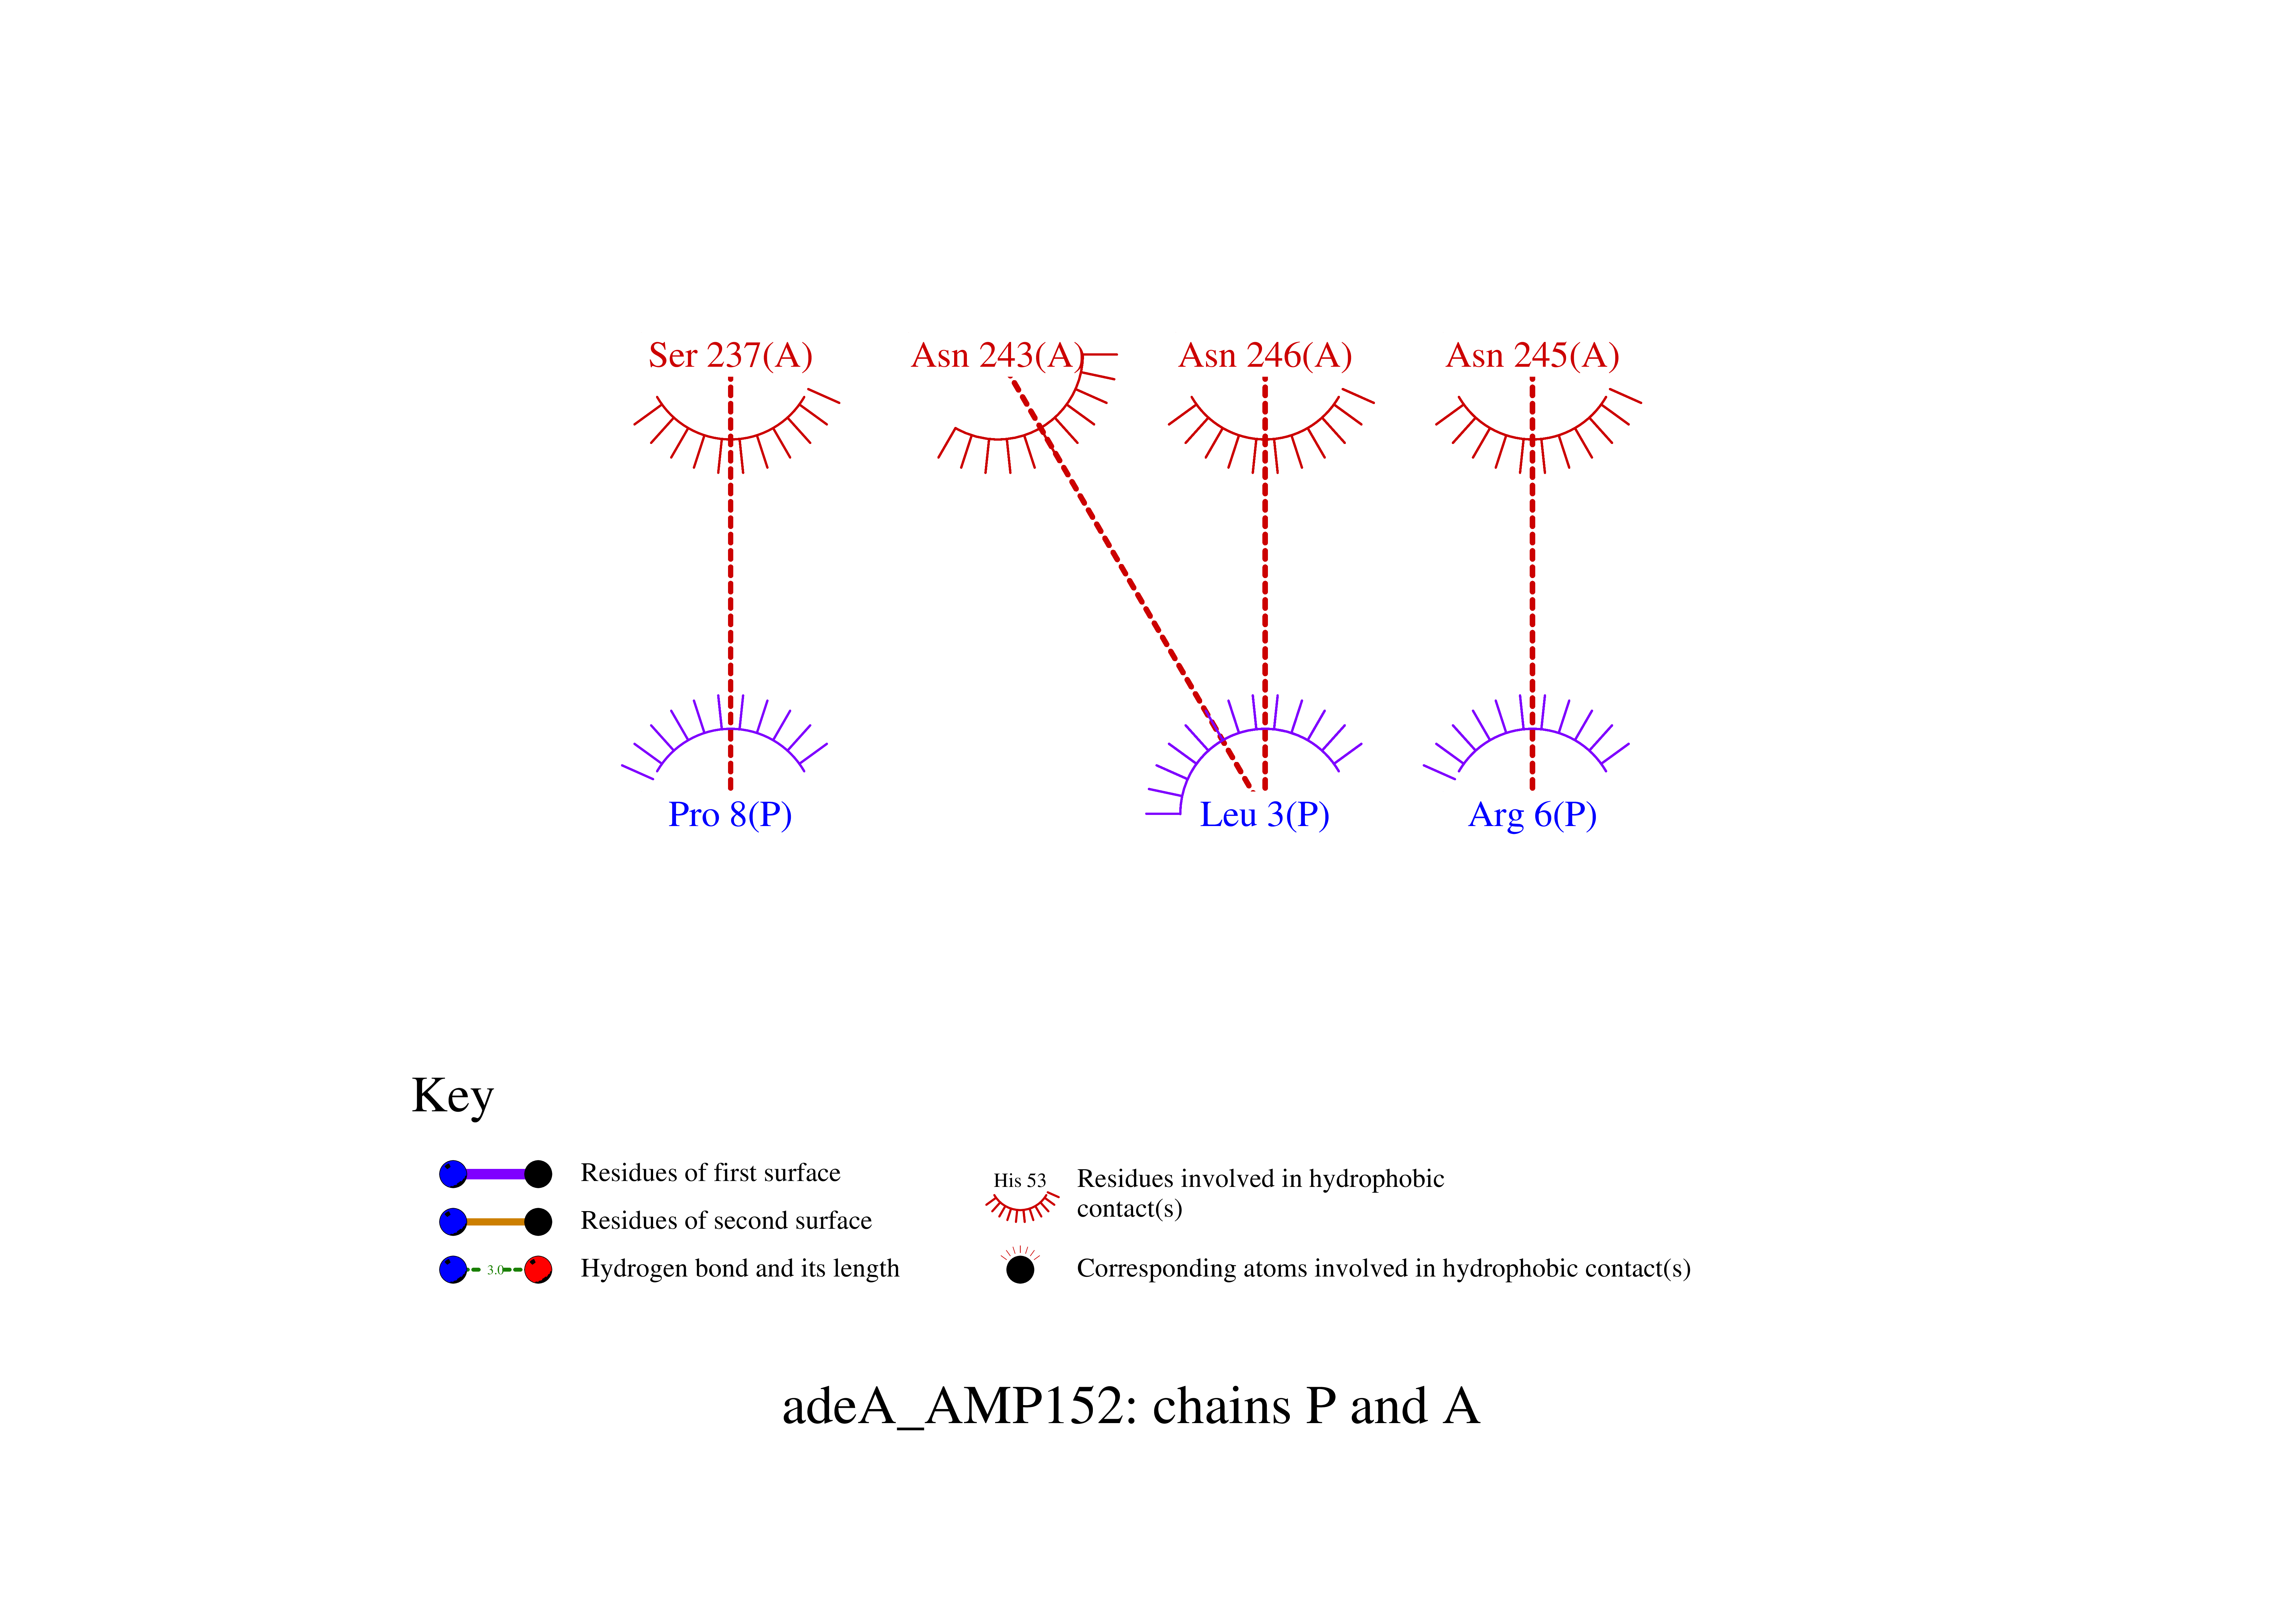 Ser 237(A) Asn 243(A) Asn 246(A) Asn 245(A)
Pro 8(P) Leu 3(P) Arg 6(P)
Key
Residues of first surface
Residues of second surface
3.0 Hydrogen bond and its length
His 53 Residues involved in hydrophobic
contact(s)
Corresponding atoms involved in hydrophobic contact(s)
adeA_AMP152: chains P and A